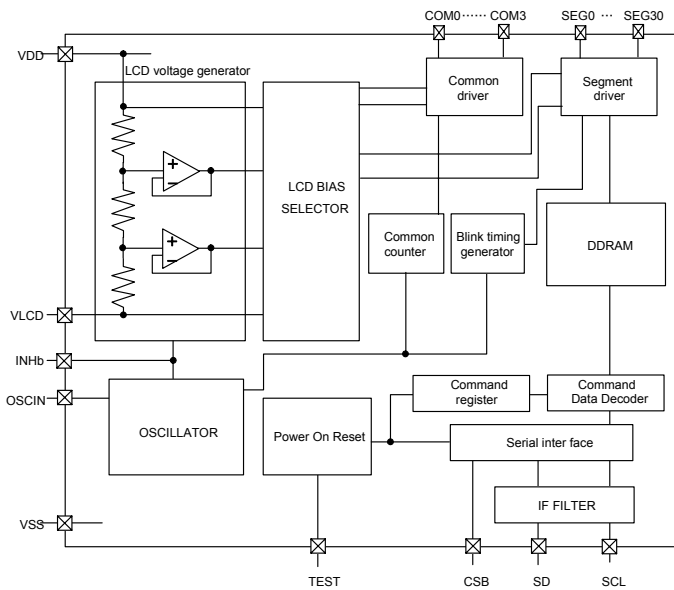 COM0 ······ COM3
SEG0 ··· SEG30
VDD
LCD voltage generator
Common
driver
Segment
driver
+
−
LCD BIAS
SELECTOR
+
−
Common
counter
Blink timing
generator
DDRAM
VLCD
INHb
OSCIN
OSCILLATOR
Command
register
Command
Data Decoder
Power On Reset
Serial inter face
IF FILTER
VSS
TEST
CSB
SD
SCL